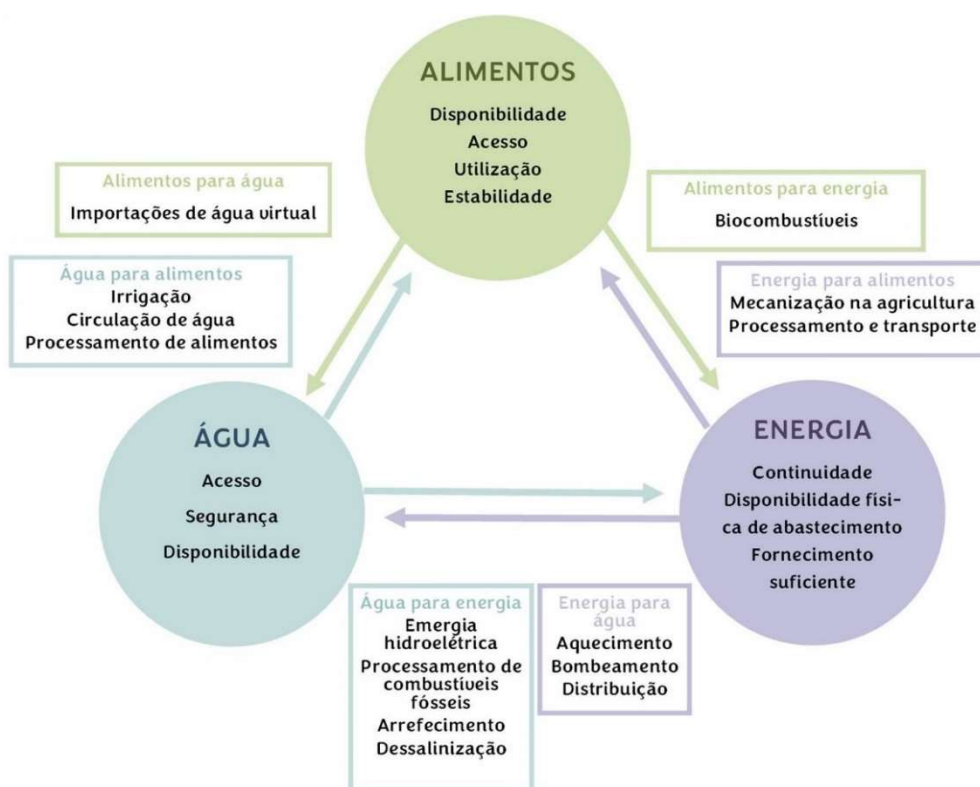 ALIMENTOS
Disponibilidade
Acesso
Utilização
Estabilidade
Alimentos para água
Importações de água virtual
Alimentos para energia
Biocombustíveis
Água para alimentos
Irrigação
Circulação de água
Processamento de alimentos
Energia para alimentos
Mecanização na agricultura
Processamento e transporte
ÁGUA
Acesso
Segurança
Disponibilidade
ENERGIA
Continuidade
Disponibilidade físi-
ca de abastecimento
Fornecimento
suficiente
Água para energia
Emergia
hidroelétrica
Processamento de
combustíveis
fósseis
Arrefecimento
Dessalinização
Energia para
água
Aquecimento
Bombeamento
Distribuição